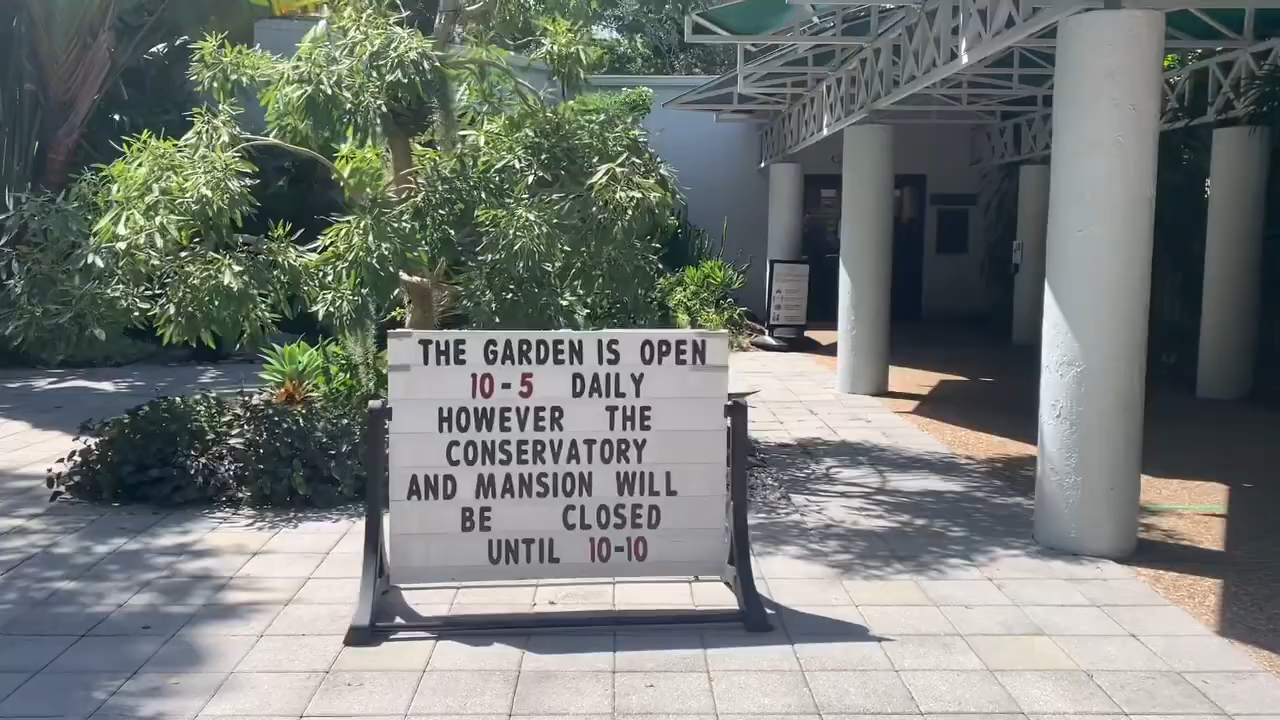 THE GARDEN IS OPEN
10-5 DAILY
HOWEVER THE
CONSERVATORY
AND MANSION WILL
BE CLOSED
UNTIL 10-10